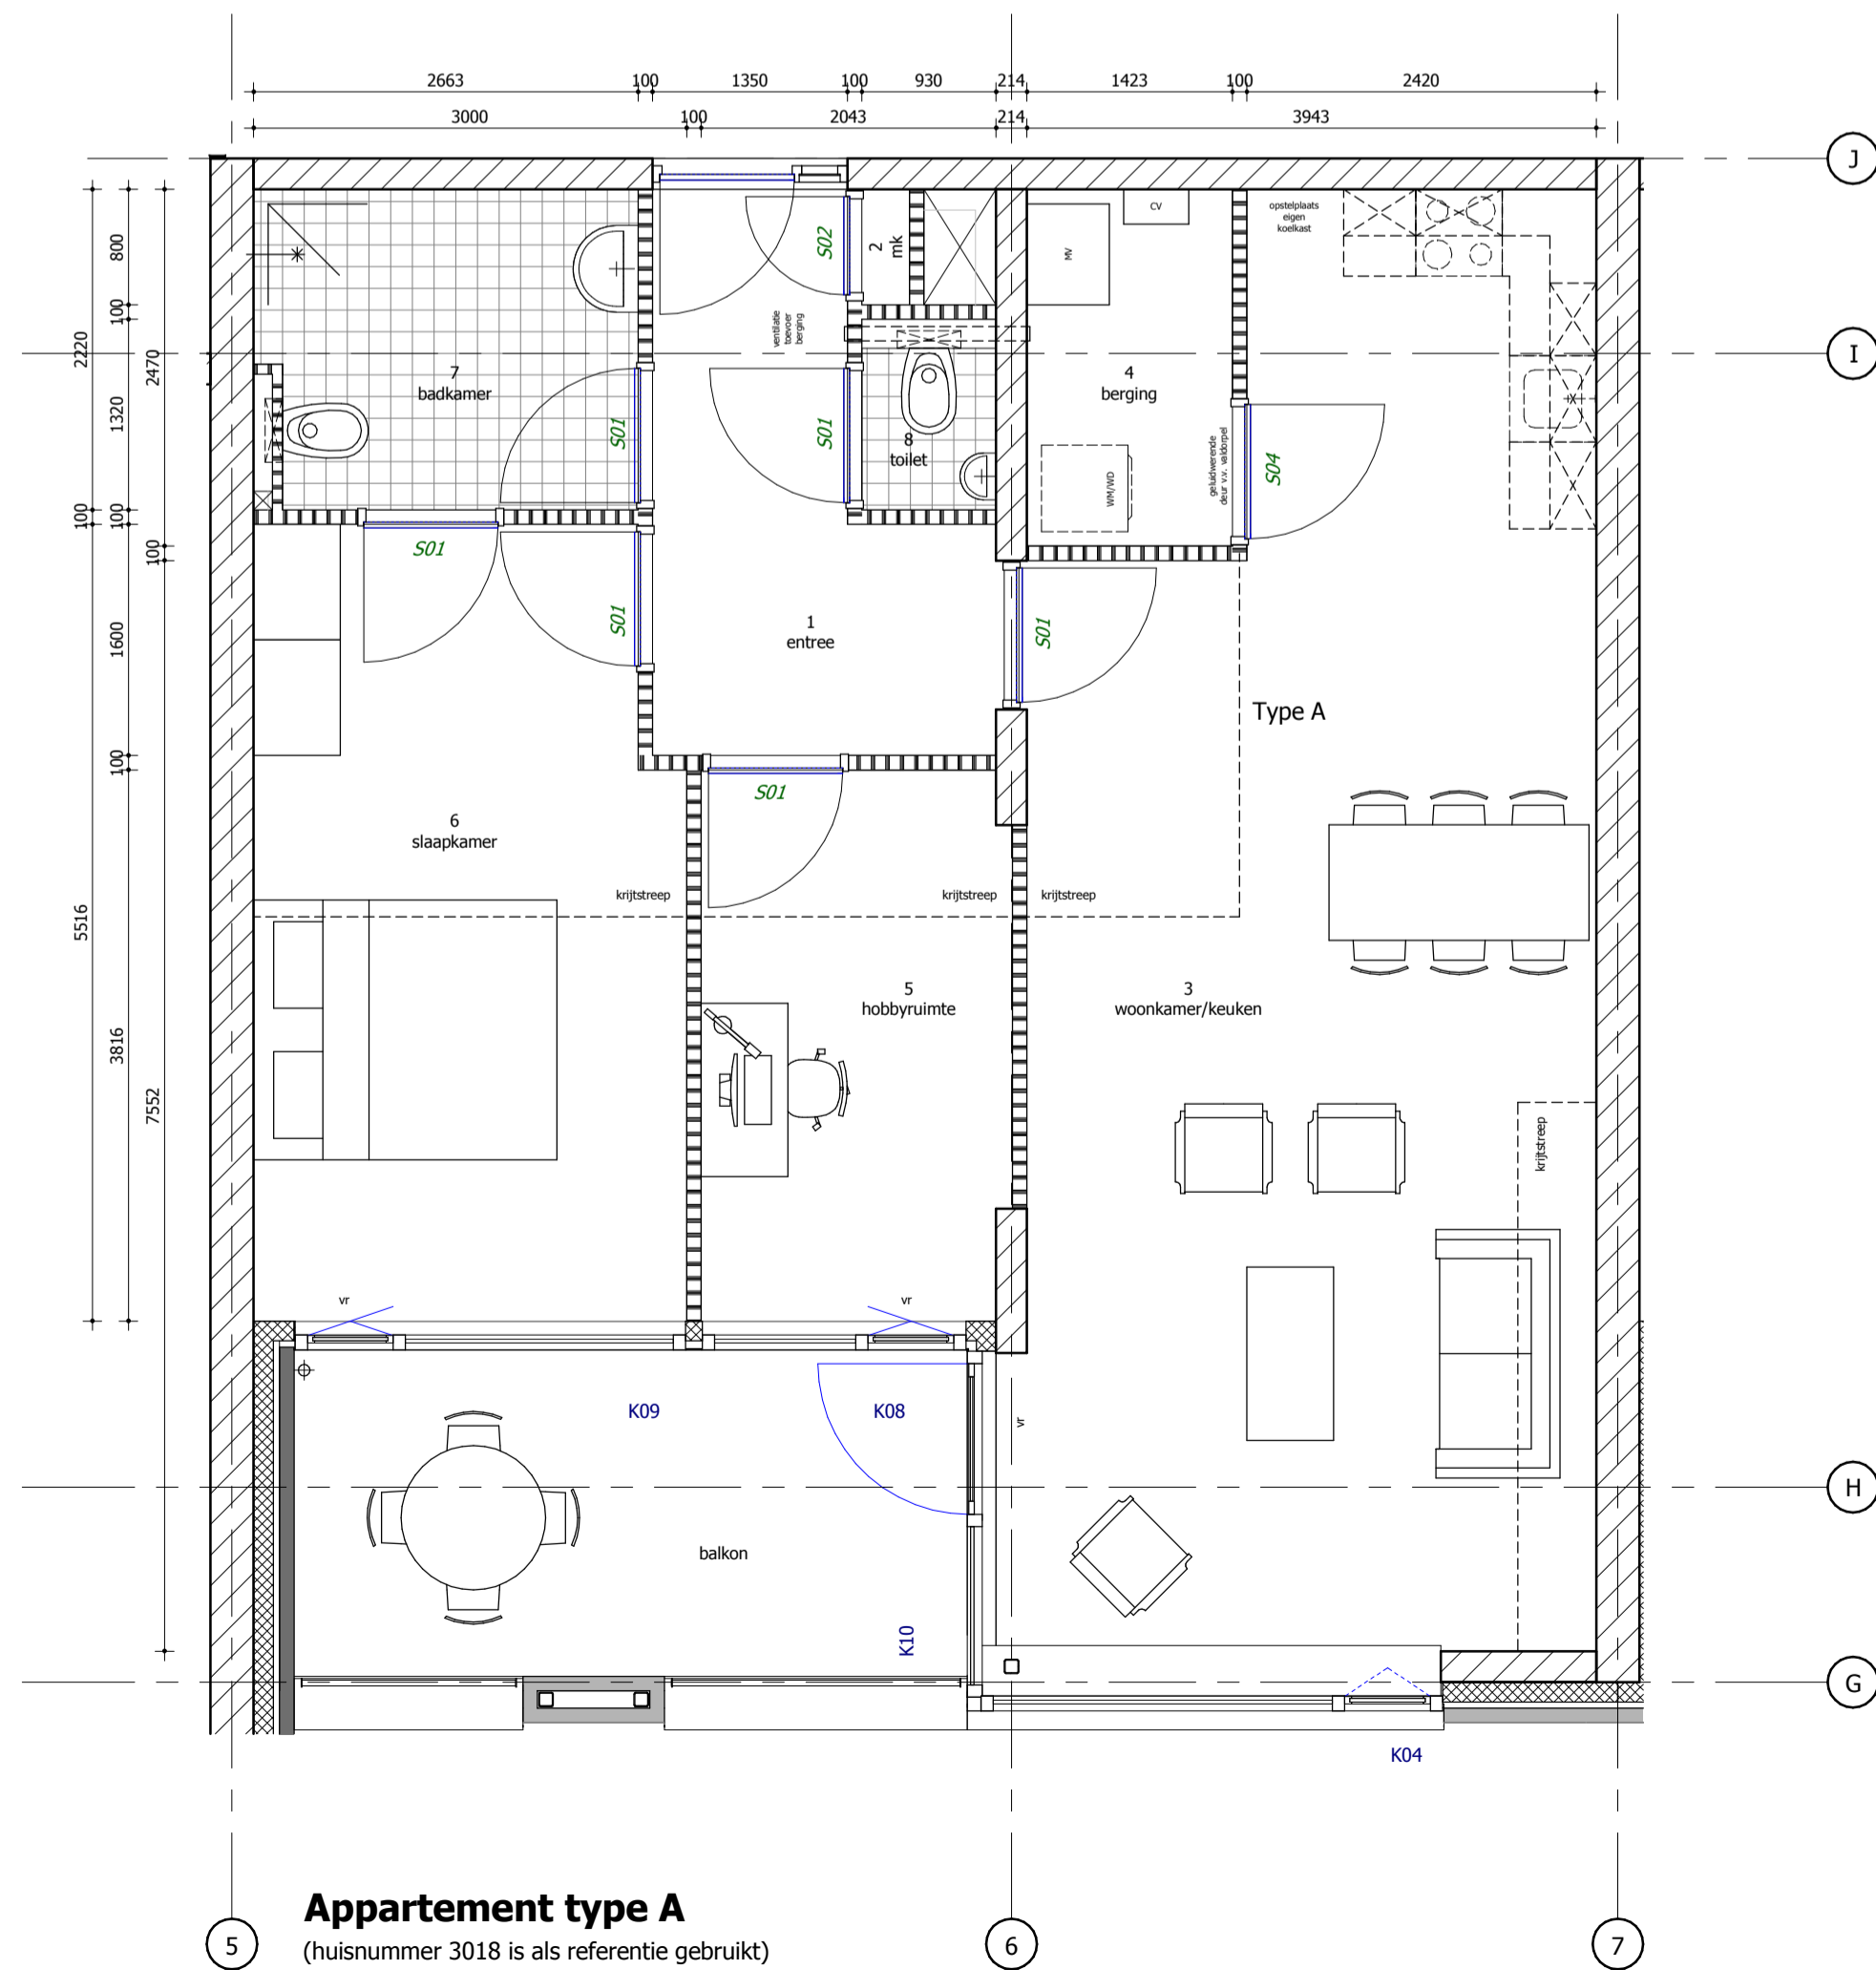 2663 100 1350 100 930 214 1423 100 2420
3000 100 2043 214 3943
J
I
H
G
2220
100
5516
800
100
1320
100
1600
100
3816
2470
100
7552
S02
2
mk
CV
MV
opstelplaats
eigen
koelkast
ventilatie
toevoer
berging
7
badkamer
S01
S01
8
toilet
4
berging
WM/WD
geluidwerende
deur v.v. valdorpel
S04
S01
S01
1
entree
S01
Type A
S01
6
slaapkamer
krijtstreep
krijtstreep
krijtstreep
5
hobbyruimte
3
woonkamer/keuken
krijtstreep
vr
vr
K09
K08
vr
balkon
K10
K04
Appartement type A
(huisnummer 3018 is als referentie gebruikt)
5
6
7